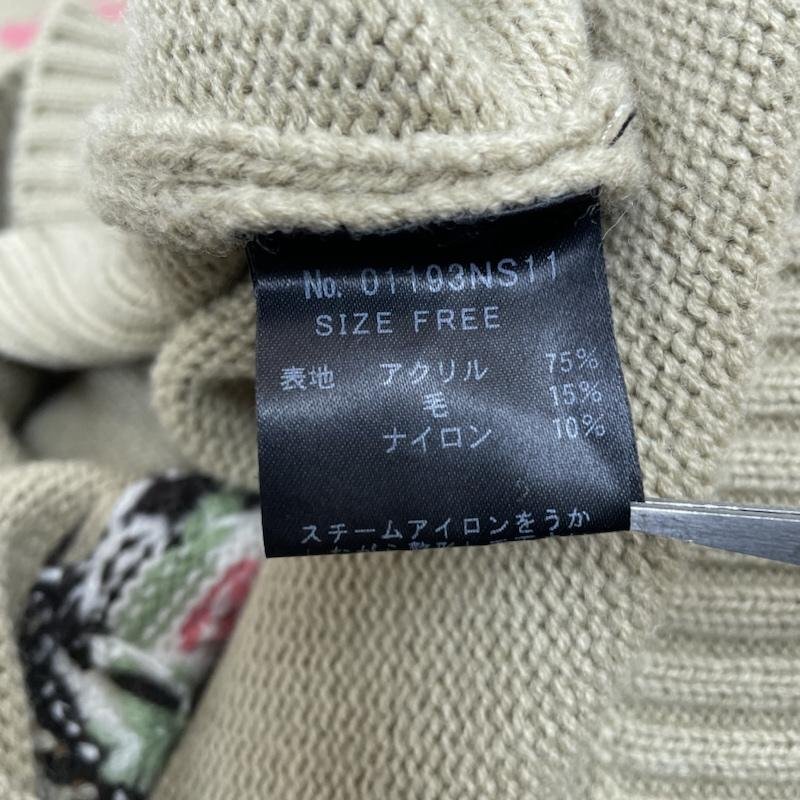 No. 01193NS11
SIZE FREE
表地 アクリル 75%
毛 15%
ナイロン 10%
スチームアイロンをうか